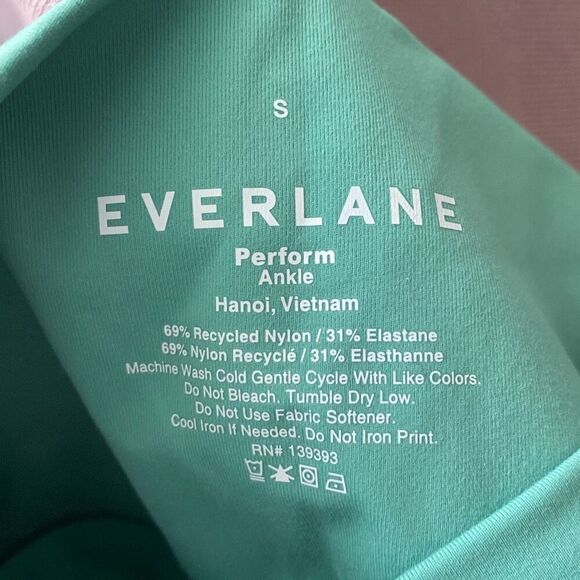 S
EVERLANE
Perform
Ankle
Hanoi, Vietnam
69% Recycled Nylon / 31% Elastane
69% Nylon Recyclé / 31% Elasthanne
Machine Wash Cold Gentle Cycle With Like Colors.
Do Not Bleach. Tumble Dry Low.
Do Not Use Fabric Softener.
Cool Iron If Needed. Do Not Iron Print.
RN# 139393